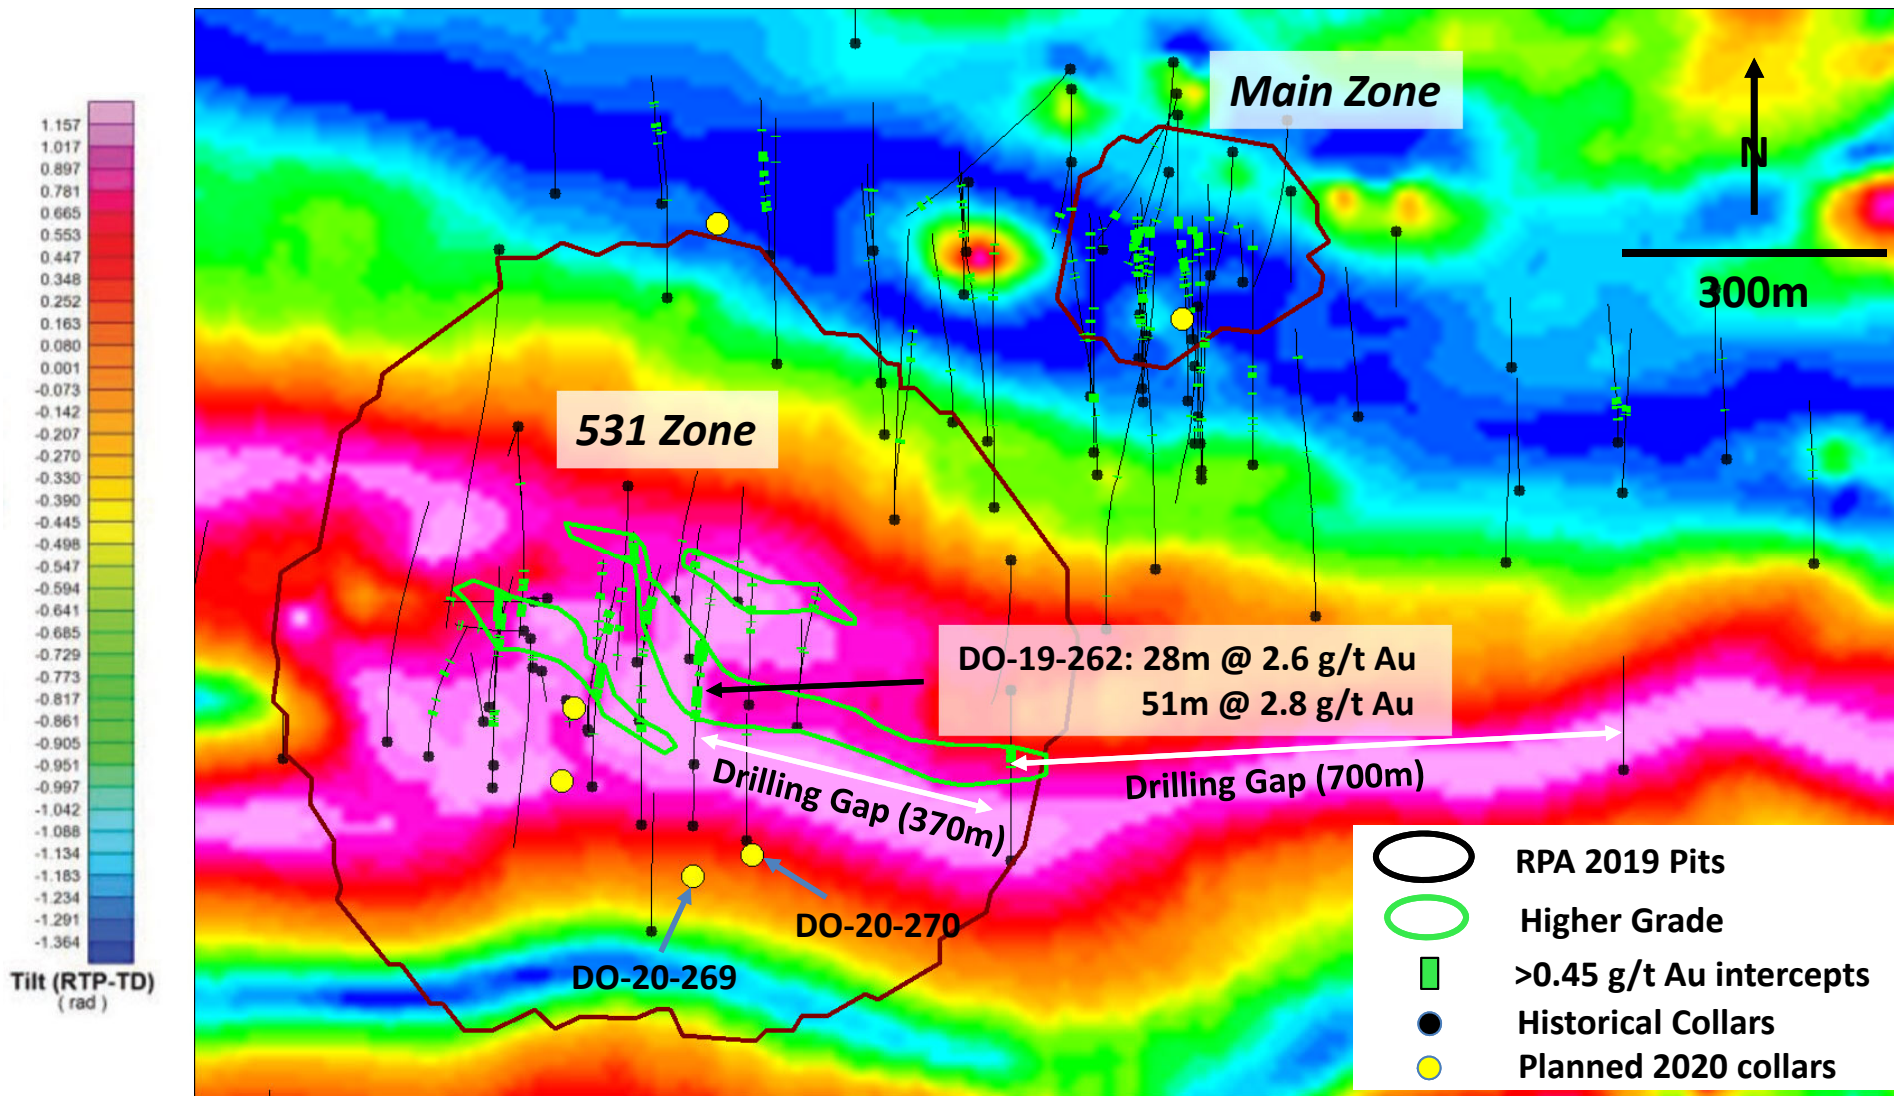 Main Zone
N
300m
531 Zone
DO-19-262: 28m @ 2.6 g/t Au
51m @ 2.8 g/t Au
Drilling Gap (370m)
Drilling Gap (700m)
DO-20-270
DO-20-269
1.157
1.017
0.897
0.781
0.665
0.553
0.447
0.348
0.252
0.163
0.080
0.001
-0.073
-0.142
-0.207
-0.270
-0.330
-0.390
-0.445
-0.498
-0.547
-0.594
-0.641
-0.685
-0.729
-0.773
-0.817
-0.861
-0.905
-0.951
-0.997
-1.042
-1.088
-1.134
-1.183
-1.234
-1.291
-1.364
Tilt (RTP-TD)
( rad )
RPA 2019 Pits
Higher Grade
>0.45 g/t Au intercepts
Historical Collars
Planned 2020 collars